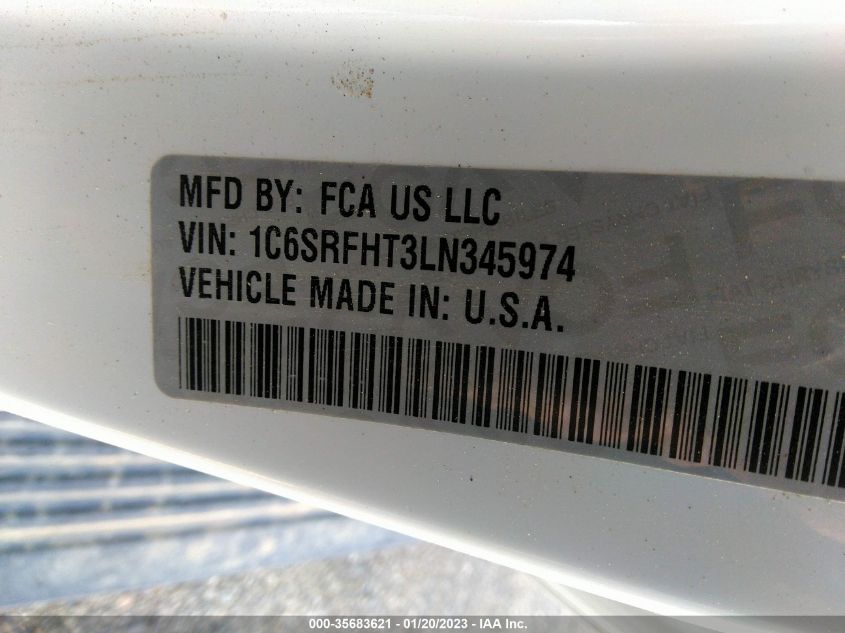 MFD BY: FCA US LLC
VIN: 1C6SRFHT3LN345974
VEHICLE MADE IN: U.S.A.
000-35683621 - 01/20/2023 - IAA Inc.